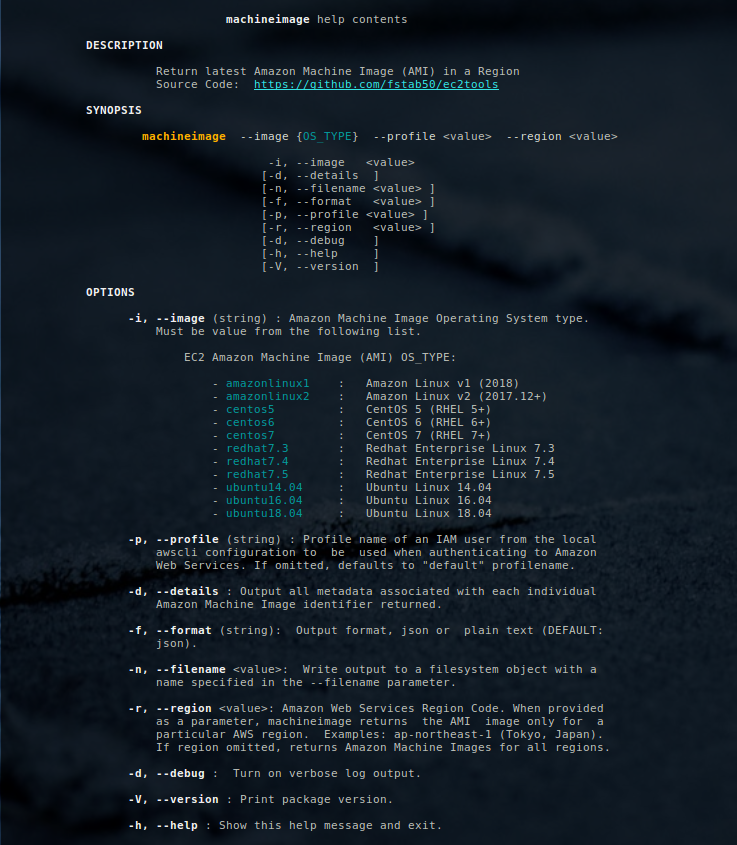 machineimage help contents
DESCRIPTION
Return latest Amazon Machine Image (AMI) in a Region
Source Code:  https://github.com/fstab50/ec2tools
SYNOPSIS
machineimage  --image {OS_TYPE}  --profile <value>  --region <value>
-i, --image   <value>
[-d, --details  ]
[-n, --filename <value> ]
[-f, --format   <value> ]
[-p, --profile <value> ]
[-r, --region   <value> ]
[-d, --debug    ]
[-h, --help     ]
[-V, --version  ]
OPTIONS
-i, --image (string) : Amazon Machine Image Operating System type.
Must be value from the following list.
EC2 Amazon Machine Image (AMI) OS_TYPE:
- amazonlinux1    :   Amazon Linux v1 (2018)
- amazonlinux2    :   Amazon Linux v2 (2017.12+)
- centos5         :   CentOS 5 (RHEL 5+)
- centos6         :   CentOS 6 (RHEL 6+)
- centos7         :   CentOS 7 (RHEL 7+)
- redhat7.3       :   Redhat Enterprise Linux 7.3
- redhat7.4       :   Redhat Enterprise Linux 7.4
- redhat7.5       :   Redhat Enterprise Linux 7.5
- ubuntu14.04     :   Ubuntu Linux 14.04
- ubuntu16.04     :   Ubuntu Linux 16.04
- ubuntu18.04     :   Ubuntu Linux 18.04
-p, --profile (string) : Profile name of an IAM user from the local
awscli configuration to  be  used when authenticating to Amazon
Web Services. If omitted, defaults to "default" profilename.
-d, --details : Output all metadata associated with each individual
Amazon Machine Image identifier returned.
-f, --format (string):  Output format, json or  plain text (DEFAULT:
json).
-n, --filename <value>:  Write output to a filesystem object with a
name specified in the --filename parameter.
-r, --region <value>: Amazon Web Services Region Code. When provided
as a parameter, machineimage returns  the AMI  image only for  a
particular AWS region.  Examples: ap-northeast-1 (Tokyo, Japan).
If region omitted, returns Amazon Machine Images for all regions.
-d, --debug :  Turn on verbose log output.
-V, --version : Print package version.
-h, --help : Show this help message and exit.